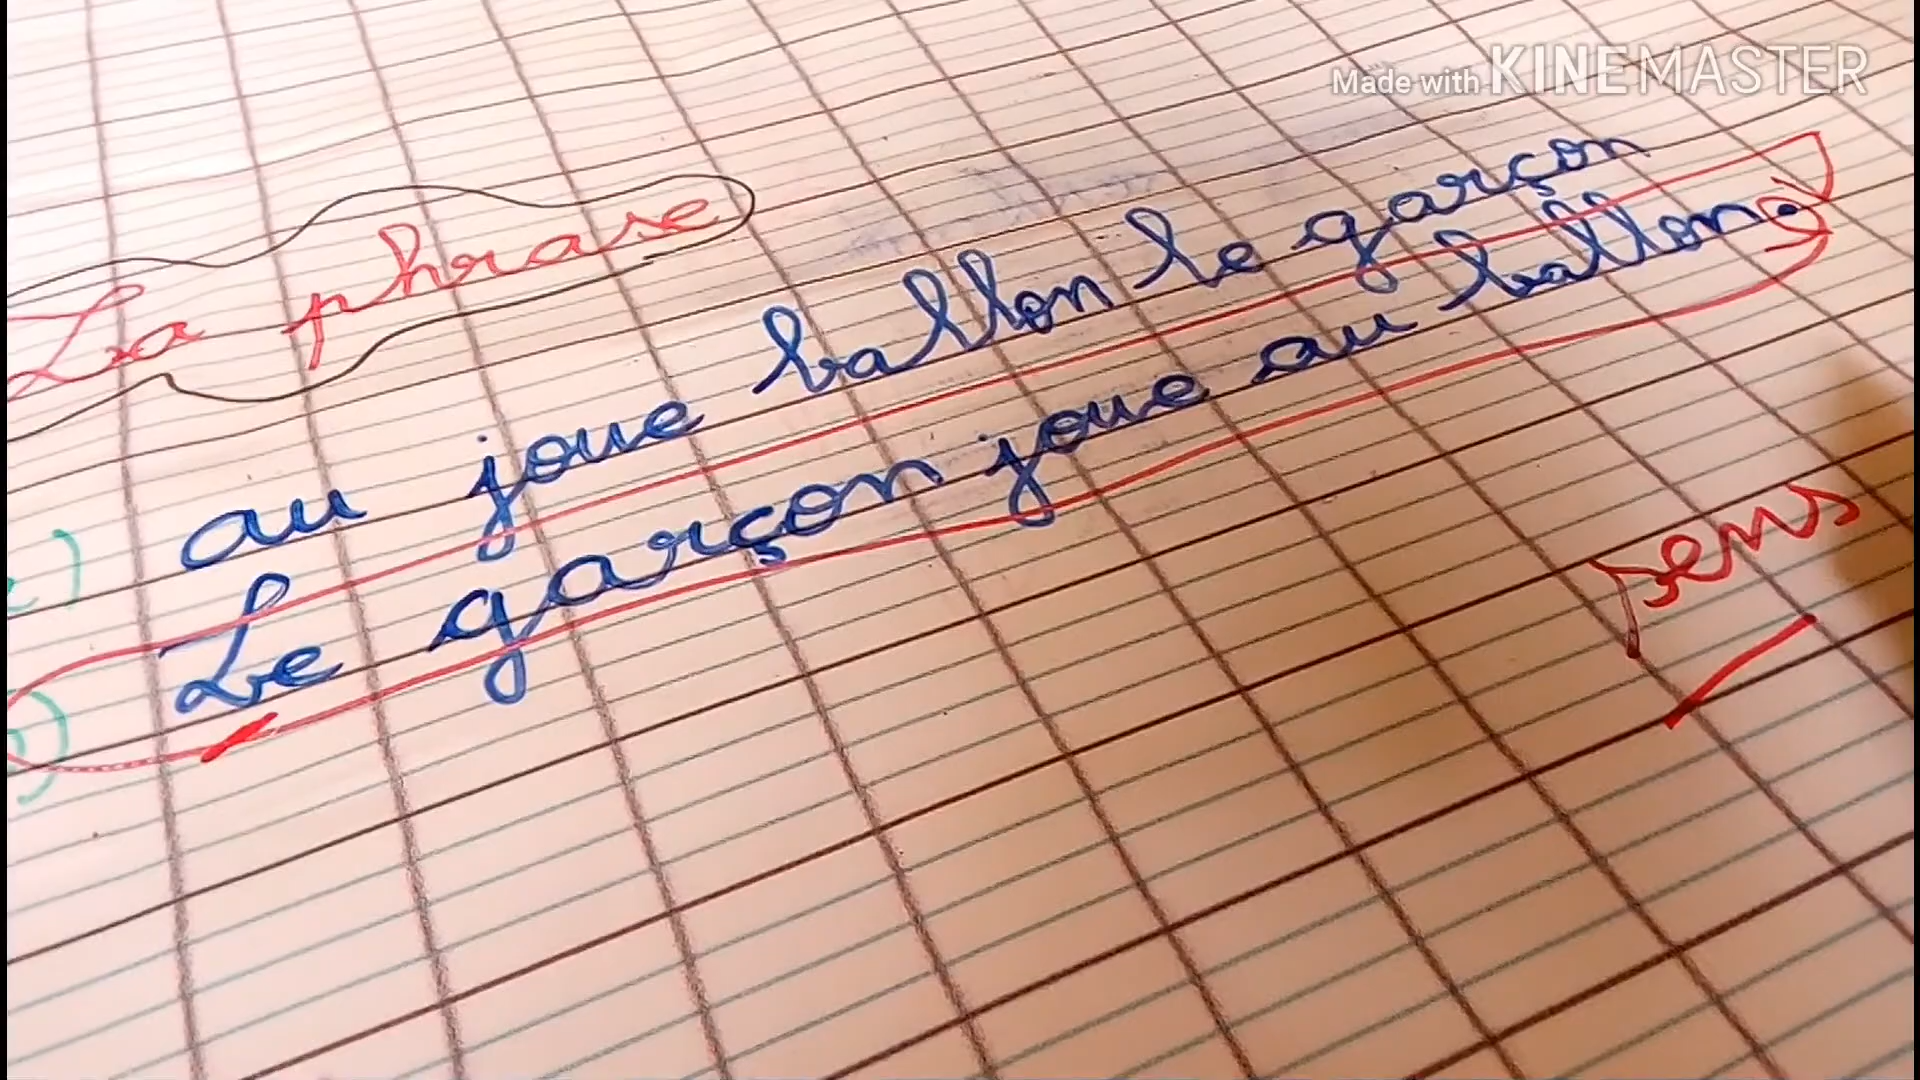 Made with KINEMASTER
La phrase
au joue ballon le garçon
Le garçon joue au ballon.
sens